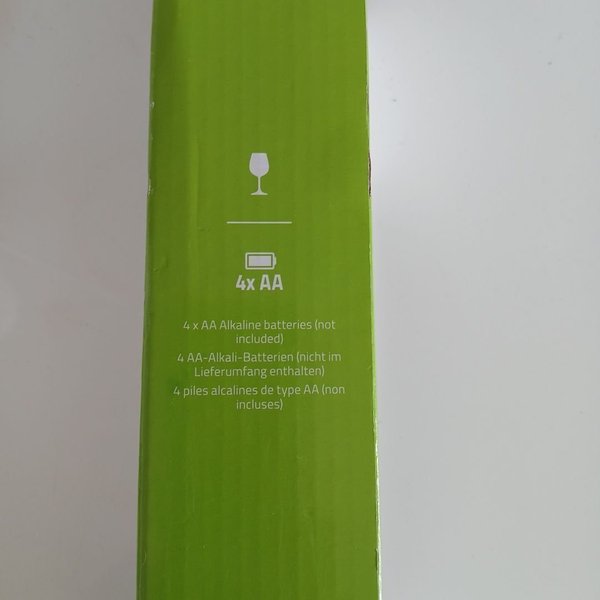 4x AA
4 x AA Alkaline batteries (not
included)
4 AA-Alkali-Batterien (nicht im
Lieferumfang enthalten)
4 piles alcalines de type AA (non
incluses)